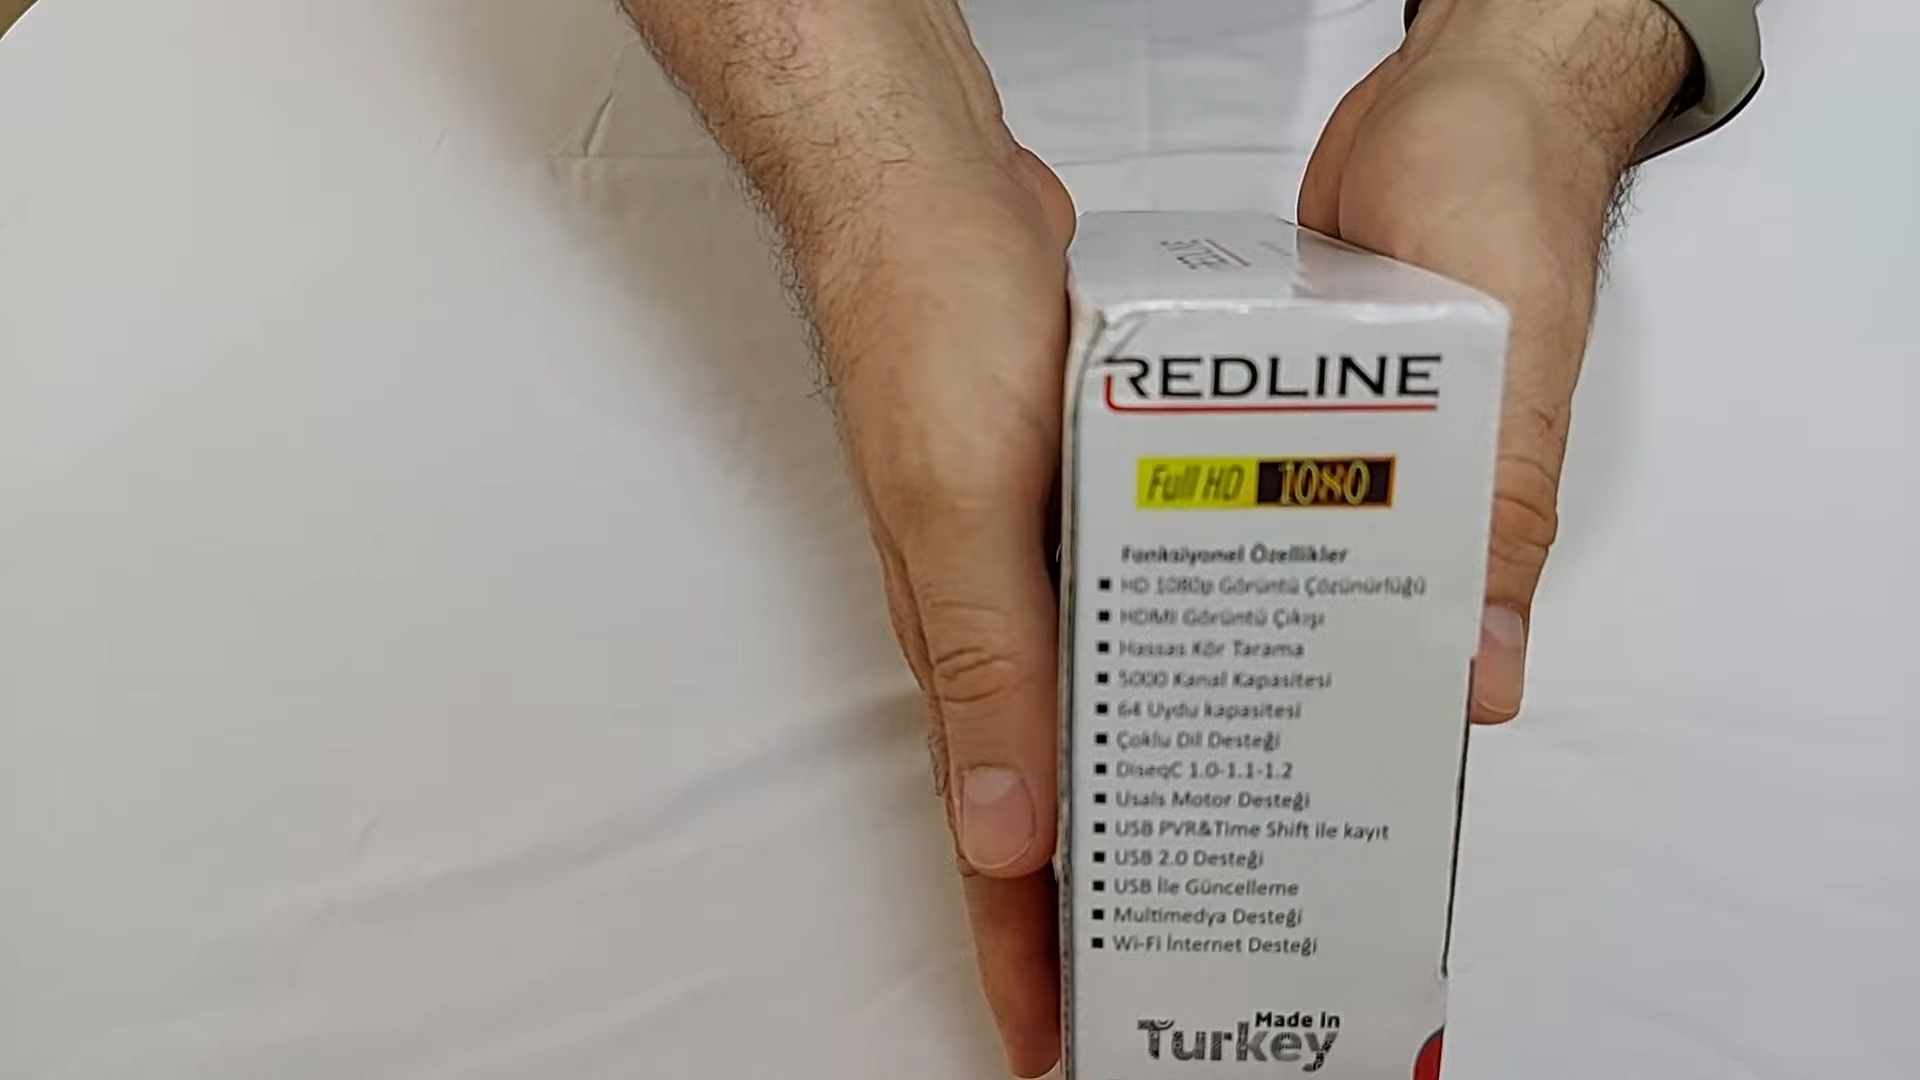 REDLINE
Full HD 1080
Fonksiyonel Özellikler
HD 1080p Görüntü Çözünürlüğü
HDMI Görüntü Çıkışı
Hassas Kör Tarama
5000 Kanal Kapasitesi
64 Uydu kapasitesi
Çoklu Dil Desteği
DiseqC 1.0-1.1-1.2
Usals Motor Desteği
USB PVR&Time Shift ile kayıt
USB 2.0 Desteği
USB İle Güncelleme
Multimedya Desteği
Wi-Fi İnternet Desteği
Made in
Turkey